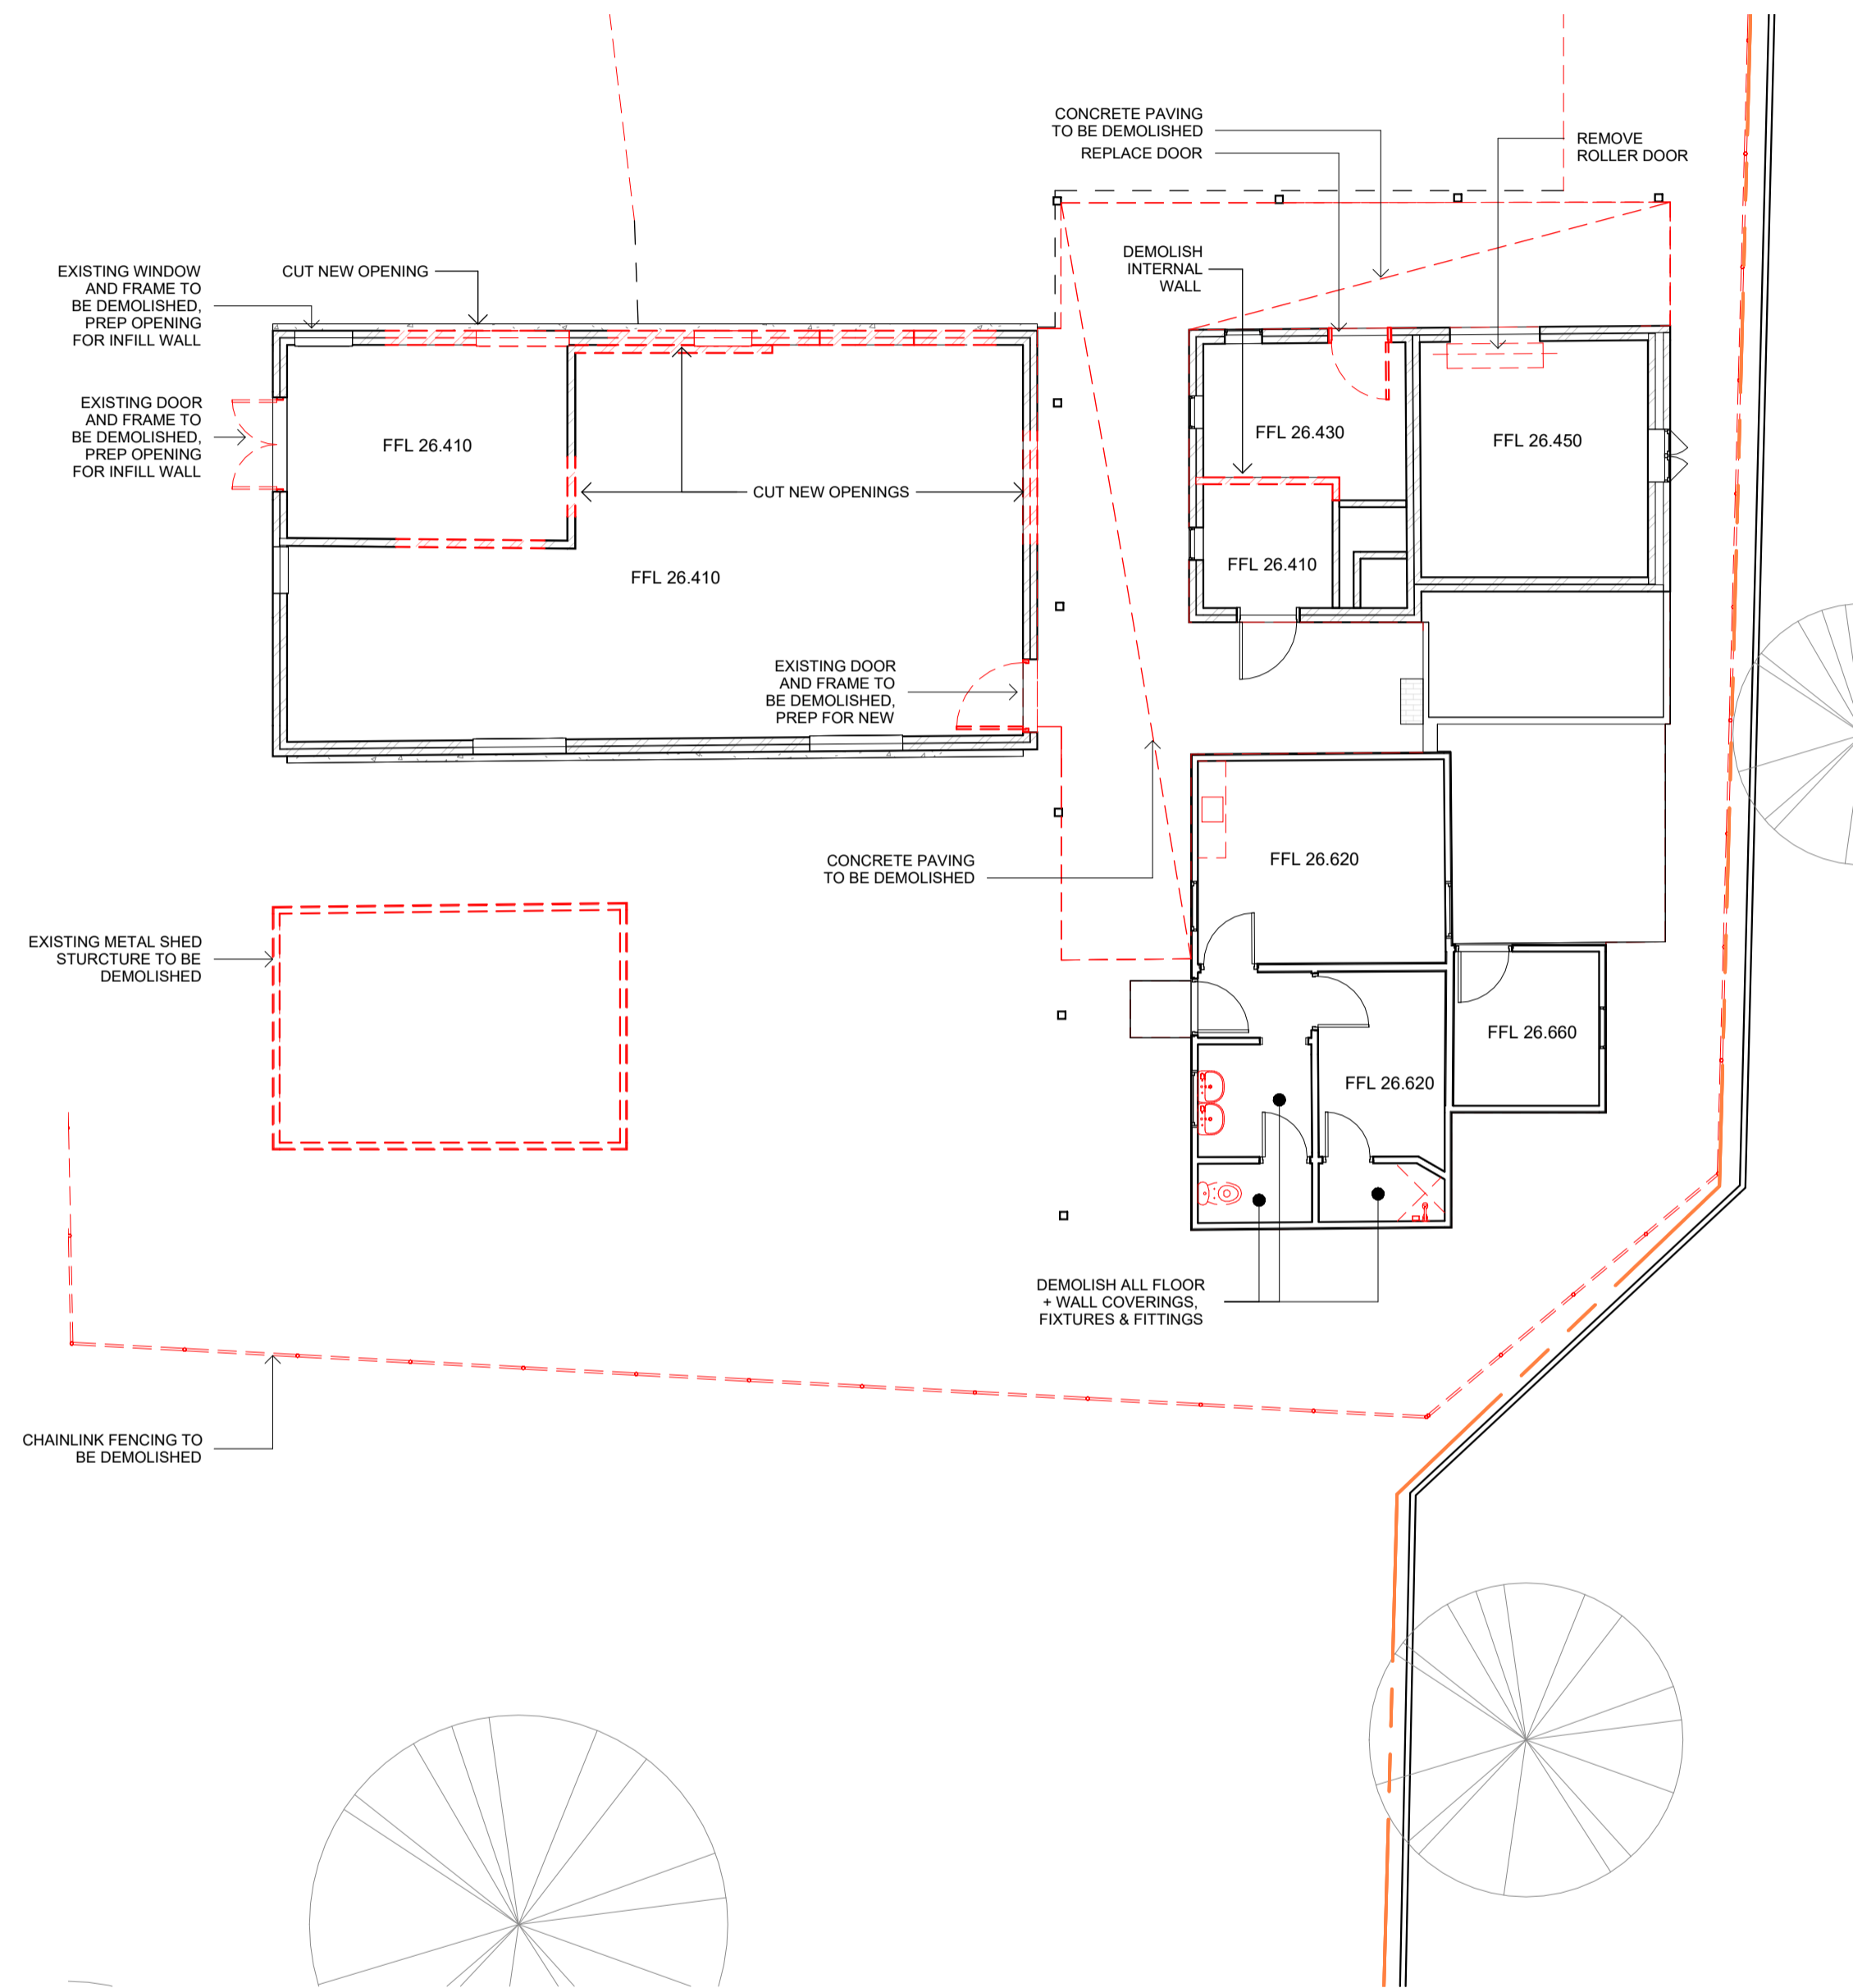 CONCRETE PAVING
TO BE DEMOLISHED
REPLACE DOOR
REMOVE
ROLLER DOOR
DEMOLISH
INTERNAL
WALL
EXISTING WINDOW
AND FRAME TO
BE DEMOLISHED,
PREP OPENING
FOR INFILL WALL
CUT NEW OPENING
EXISTING DOOR
AND FRAME TO
BE DEMOLISHED,
PREP OPENING
FOR INFILL WALL
FFL 26.410
FFL 26.430
FFL 26.450
CUT NEW OPENINGS
FFL 26.410
FFL 26.410
EXISTING DOOR
AND FRAME TO
BE DEMOLISHED,
PREP FOR NEW
CONCRETE PAVING
TO BE DEMOLISHED
FFL 26.620
EXISTING METAL SHED
STURCTURE TO BE
DEMOLISHED
FFL 26.660
FFL 26.620
DEMOLISH ALL FLOOR
+ WALL COVERINGS,
FIXTURES & FITTINGS
CHAINLINK FENCING TO
BE DEMOLISHED